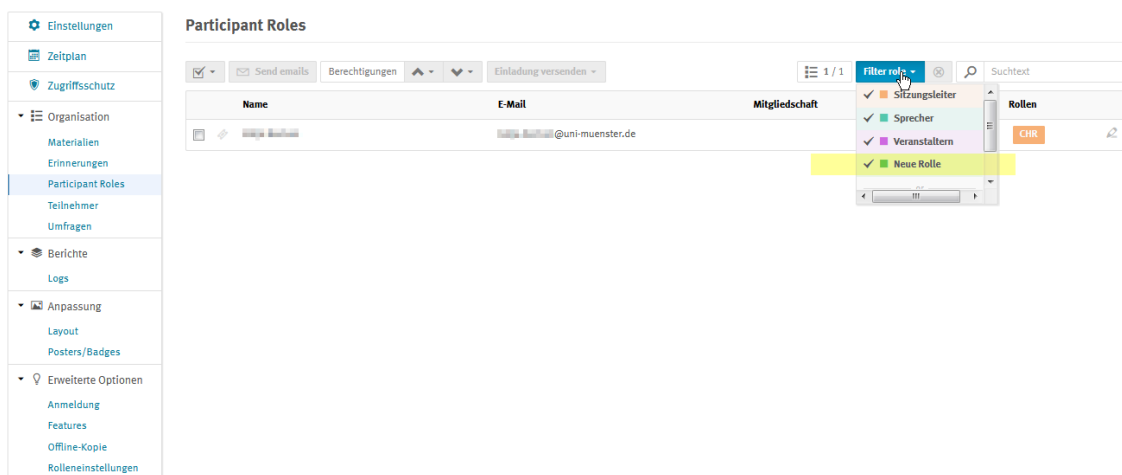 Einstellungen
Zeitplan
Zugriffsschutz
Organisation
Materialien
Erinnerungen
Participant Roles
Teilnehmer
Umfragen
Berichte
Logs
Anpassung
Layout
Posters/Badges
Erweiterte Optionen
Anmeldung
Features
Offline-Kopie
Rolleneinstellungen
Participant Roles
Send emails Berechtigungen Einladung versenden 1 / 1 Filter role Suchtext
Name E-Mail Mitgliedschaft Rollen
@uni-muenster.de CHR
Sitzungsleiter
Sprecher
Veranstaltern
Neue Rolle